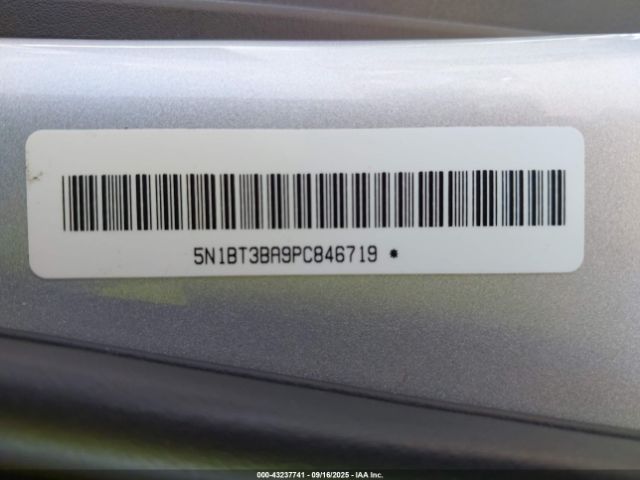 5N1BT3BA9PC846719 *
000-43237741 - 09/16/2025 - IAA Inc.